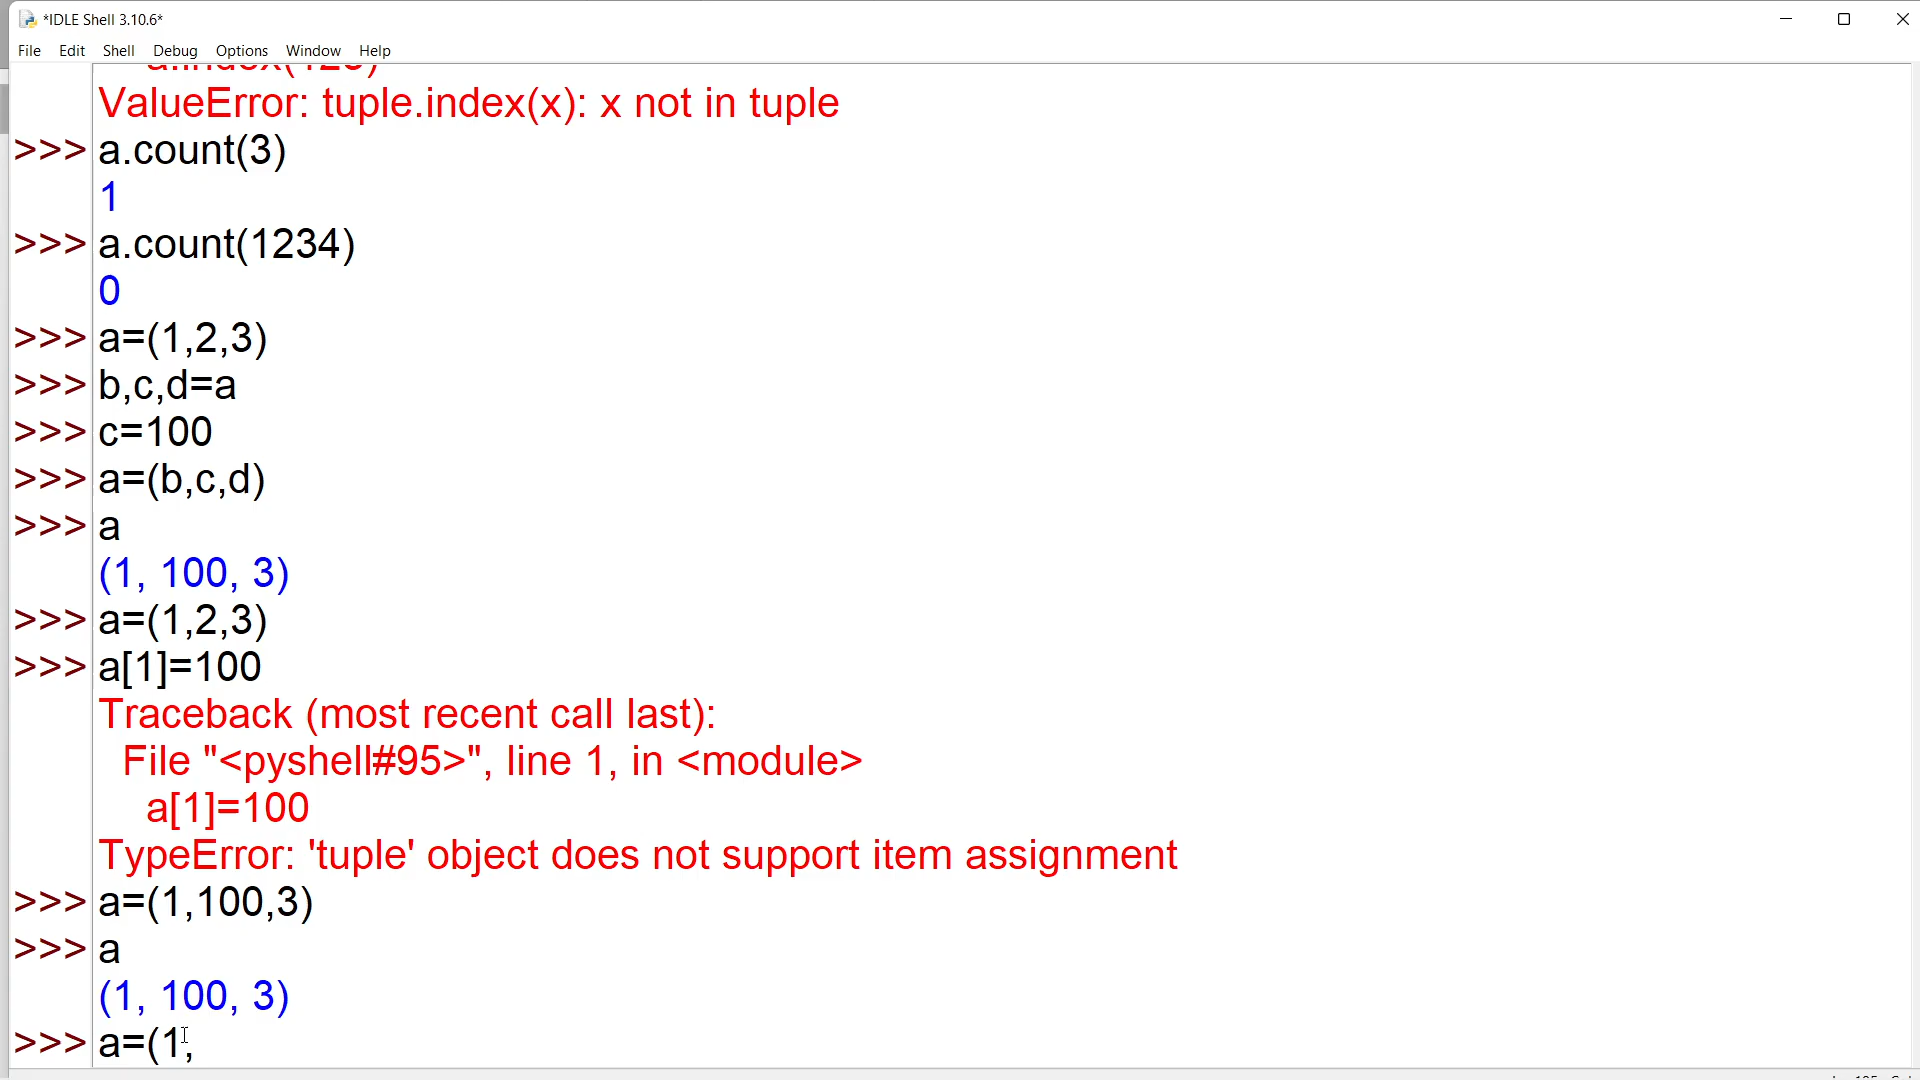 *IDLE Shell 3.10.6*
File Edit Shell Debug Options Window Help
a.index(123)
ValueError: tuple.index(x): x not in tuple
>>> a.count(3)
1
>>> a.count(1234)
0
>>> a=(1,2,3)
>>> b,c,d=a
>>> c=100
>>> a=(b,c,d)
>>> a
(1, 100, 3)
>>> a=(1,2,3)
>>> a[1]=100
Traceback (most recent call last):
File "<pyshell#95>", line 1, in <module>
a[1]=100
TypeError: 'tuple' object does not support item assignment
>>> a=(1,100,3)
>>> a
(1, 100, 3)
>>> a=(1,